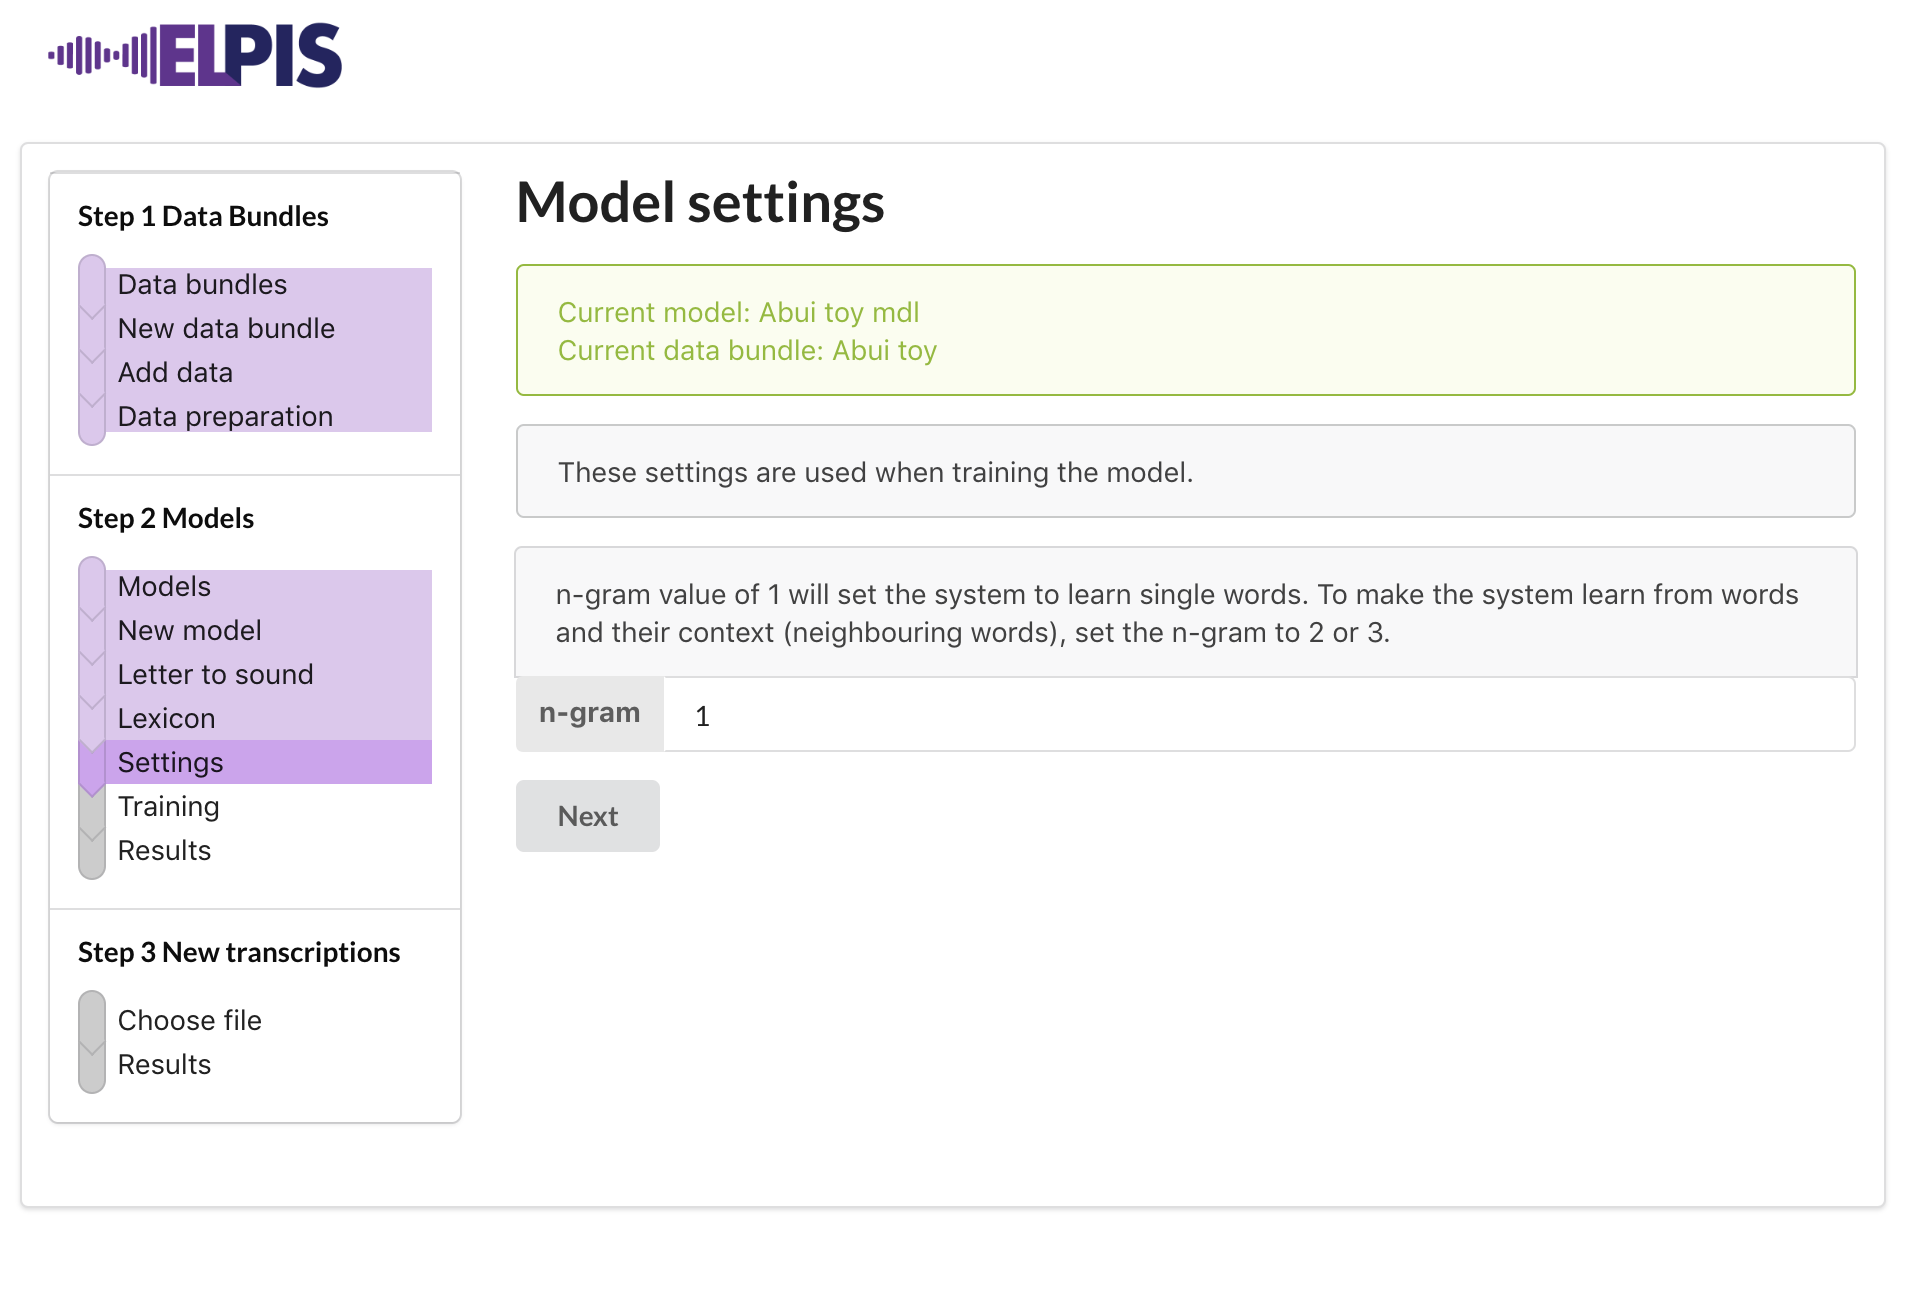 ELPIS
Step 1 Data Bundles
Data bundles
New data bundle
Add data
Data preparation
Step 2 Models
Models
New model
Letter to sound
Lexicon
Settings
Training
Results
Step 3 New transcriptions
Choose file
Results
Model settings
Current model: Abui toy mdl
Current data bundle: Abui toy
These settings are used when training the model.
n-gram value of 1 will set the system to learn single words. To make the system learn from words
and their context (neighbouring words), set the n-gram to 2 or 3.
n-gram 1
Next